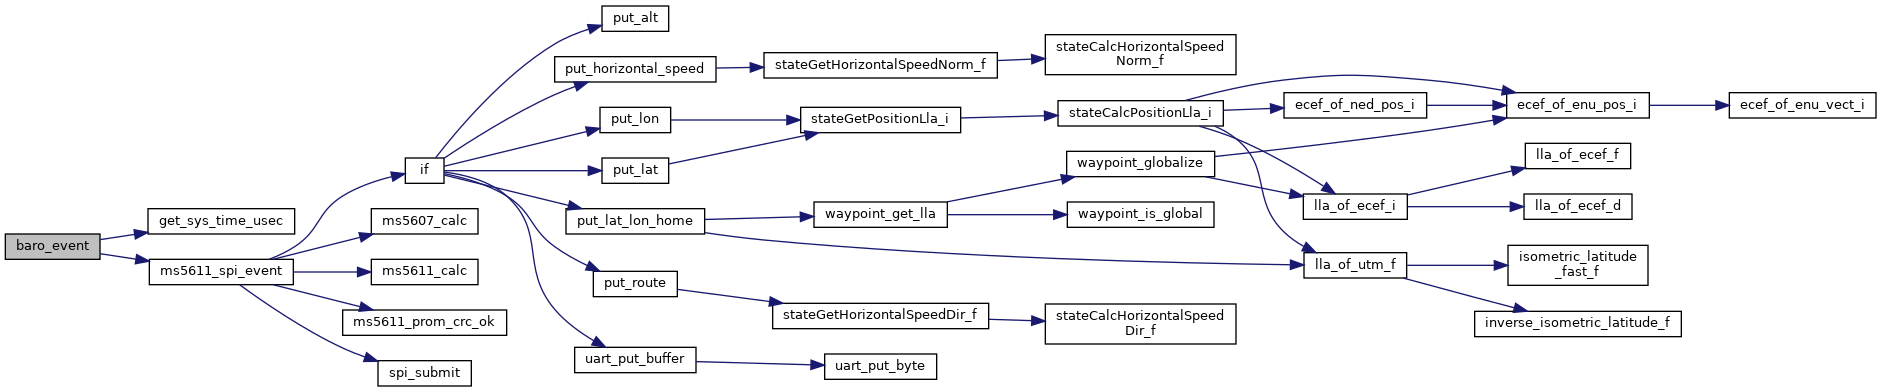 baro_event
get_sys_time_usec
ms5611_spi_event
if
ms5607_calc
ms5611_calc
ms5611_prom_crc_ok
spi_submit
put_alt
put_horizontal_speed
put_lon
put_lat
put_lat_lon_home
put_route
uart_put_buffer
stateGetHorizontalSpeedNorm_f
stateGetPositionLla_i
waypoint_get_lla
stateGetHorizontalSpeedDir_f
uart_put_byte
stateCalcHorizontalSpeed
Norm_f
stateCalcPositionLla_i
waypoint_globalize
waypoint_is_global
stateCalcHorizontalSpeed
Dir_f
ecef_of_ned_pos_i
lla_of_ecef_i
lla_of_utm_f
ecef_of_enu_pos_i
lla_of_ecef_f
lla_of_ecef_d
isometric_latitude
_fast_f
inverse_isometric_latitude_f
ecef_of_enu_vect_i